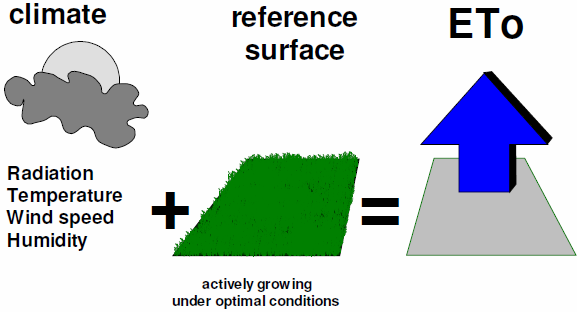 climate
reference
surface
ETo
Radiation
Temperature
Wind speed
Humidity
+
=
actively growing
under optimal conditions